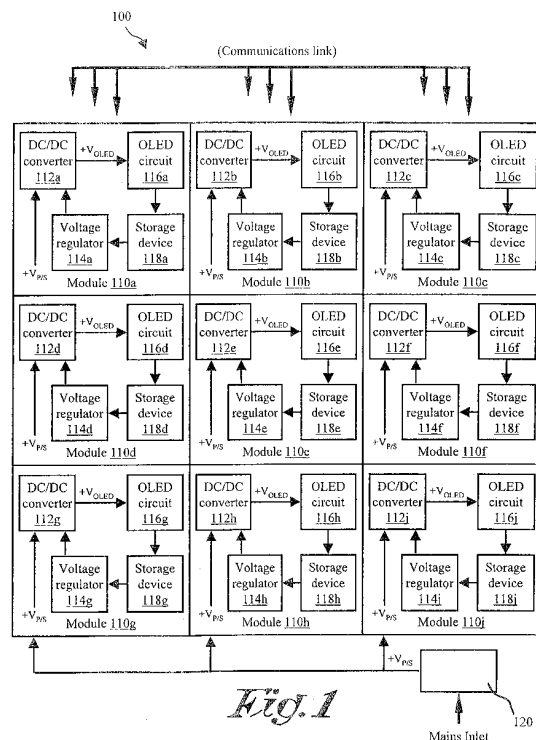 100
(Communications link)
DC/DC converter 112a
+VOLED
OLED circuit 116a
Voltage regulator 114a
Storage device 118a
+VP/S
Module 110a
DC/DC converter 112b
+VOLED
OLED circuit 116b
Voltage regulator 114b
Storage device 118b
+VP/S
Module 110b
DC/DC converter 112c
+VOLED
OLED circuit 116c
Voltage regulator 114c
Storage device 118c
+VP/S
Module 110c
DC/DC converter 112d
+VOLED
OLED circuit 116d
Voltage regulator 114d
Storage device 118d
+VP/S
Module 110d
DC/DC converter 112e
+VOLED
OLED circuit 116e
Voltage regulator 114e
Storage device 118e
+VP/S
Module 110e
DC/DC converter 112f
+VOLED
OLED circuit 116f
Voltage regulator 114f
Storage device 118f
+VP/S
Module 110f
DC/DC converter 112g
+VOLED
OLED circuit 116g
Voltage regulator 114g
Storage device 118g
+VP/S
Module 110g
DC/DC converter 112h
+VOLED
OLED circuit 116h
Voltage regulator 114h
Storage device 118h
+VP/S
Module 110h
DC/DC converter 112j
+VOLED
OLED circuit 116j
Voltage regulator 114j
Storage device 118j
+VP/S
Module 110j
+VP/S
120
Mains Inlet
Fig. 1